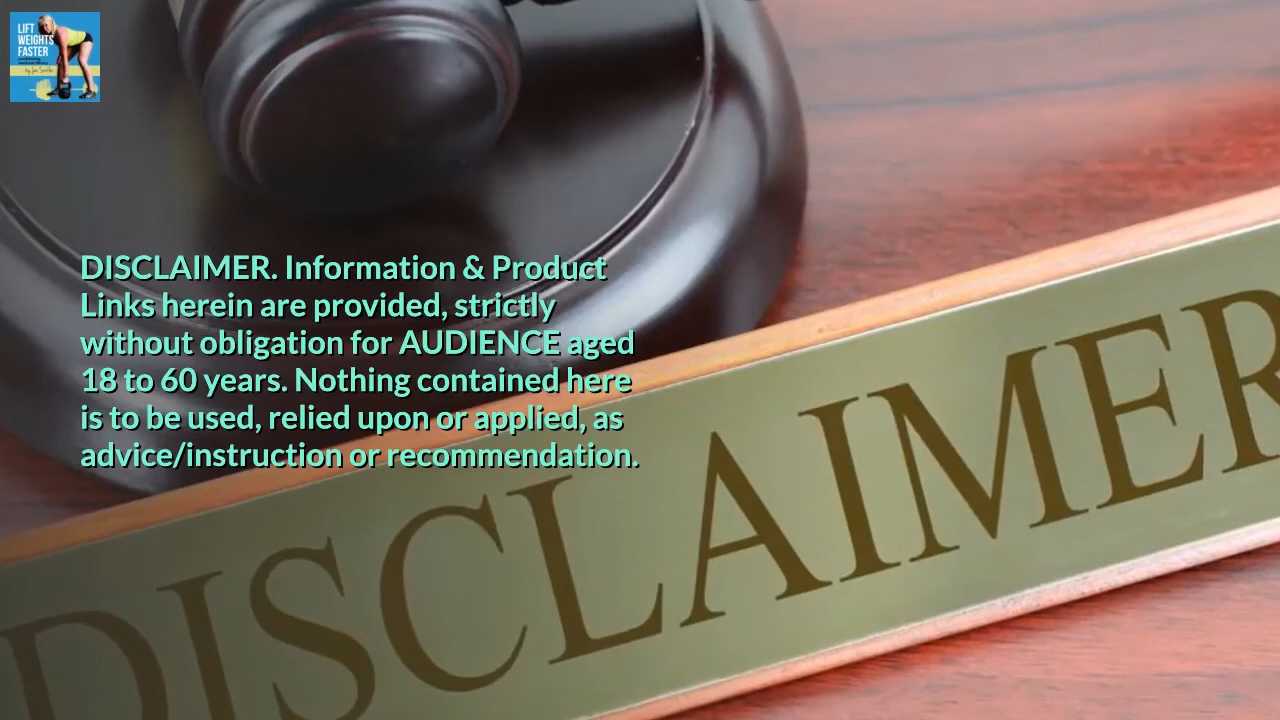 LIFT
WEIGHTS
FASTER
DISCLAIMER. Information & Product
Links herein are provided, strictly
without obligation for AUDIENCE aged
18 to 60 years. Nothing contained here
is to be used, relied upon or applied, as
advice/instruction or recommendation.
DISCLAIMER